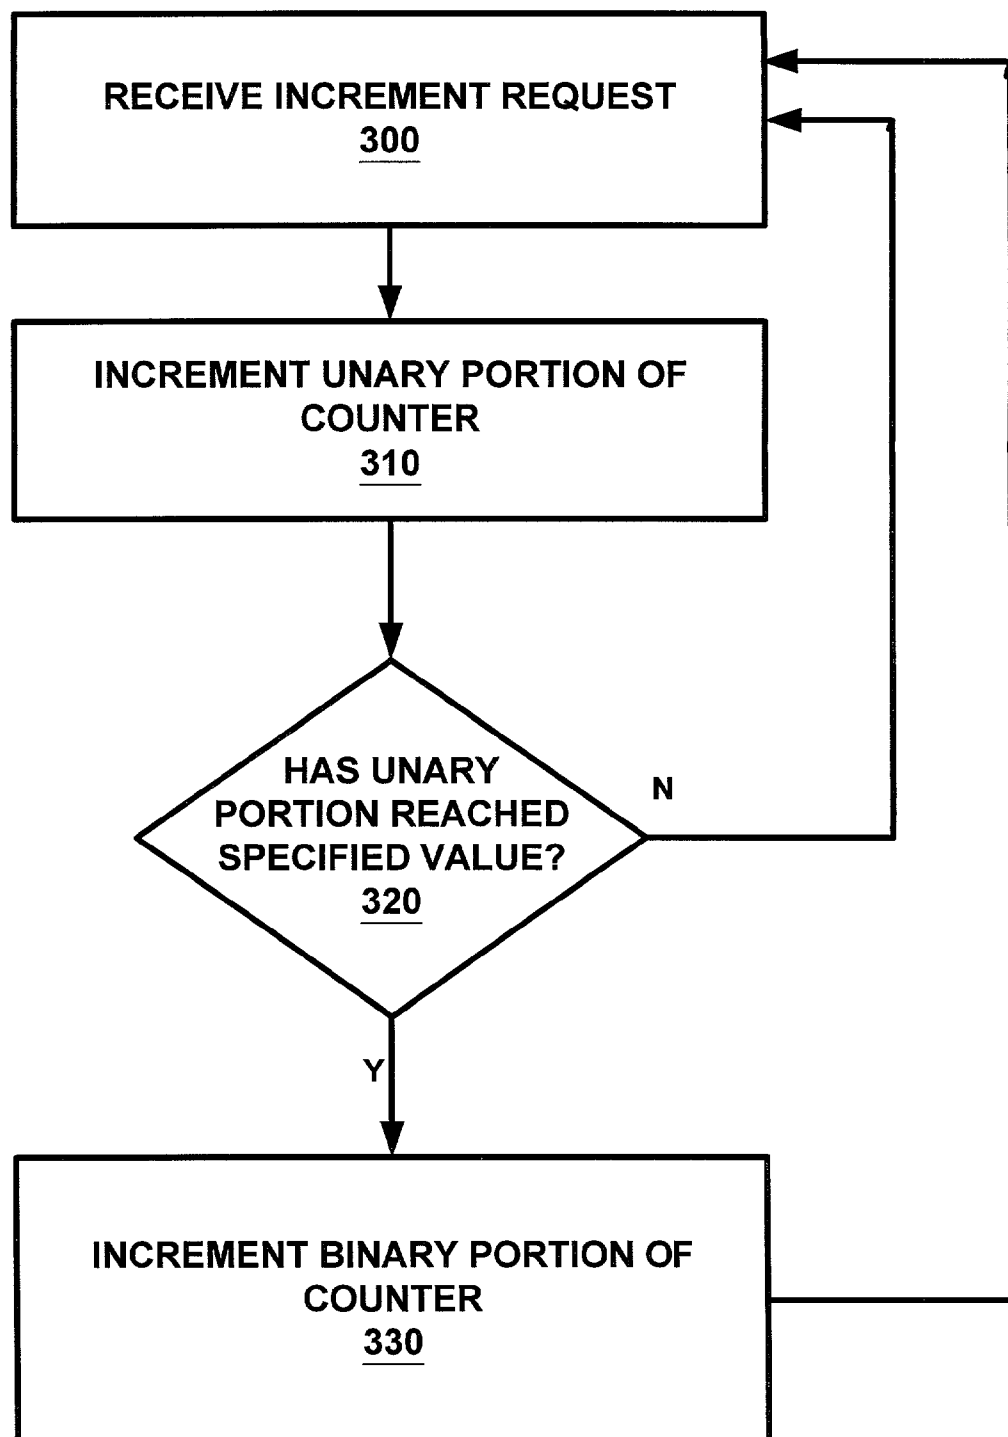 RECEIVE INCREMENT REQUEST
300
INCREMENT UNARY PORTION OF
COUNTER
310
HAS UNARY
PORTION REACHED
SPECIFIED VALUE?
320
N
Y
INCREMENT BINARY PORTION OF
COUNTER
330